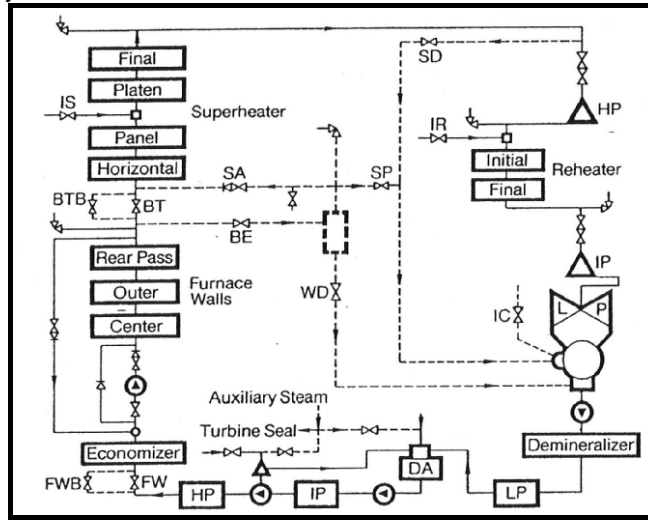 Final
SD
Platen
IS
Superheater
HP
IR
Panel
Initial
Horizontal
SA
SP
Reheater
Final
BTB
BT
BE
Rear Pass
IP
Outer
Furnace
Walls
WD
L
P
IC
Center
Auxiliary Steam
Turbine Seal
Demineralizer
Economizer
DA
FWB
FW
HP
IP
LP